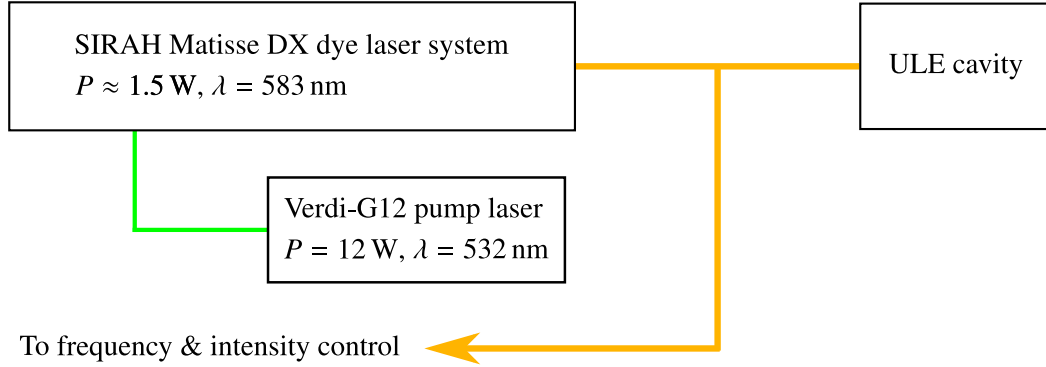 SIRAH Matisse DX dye laser system
P ≈ 1.5 W, λ = 583 nm
ULE cavity
Verdi-G12 pump laser
P = 12 W, λ = 532 nm
To frequency & intensity control